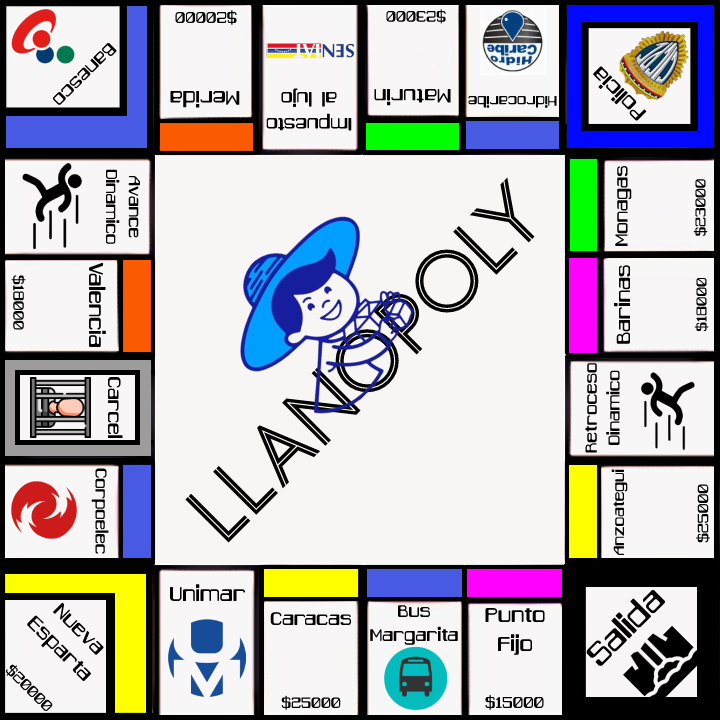 Banesco
$20000
Merida
SENIAT
Impuesto
al lujo
$23000
Maturin
Hidro
Caribe
Hidrocaribe
Policia
Avance
Dinamico
Monagas
$23000
Valencia
$18000
Barinas
$18000
Carcel
Retroceso
Dinamico
Corpoelec
Anzoategui
$25000
LLANOPOLY
Nueva
Esparta
$20000
Unimar
Caracas
$25000
Bus
Margarita
Punto
Fijo
$15000
Salida